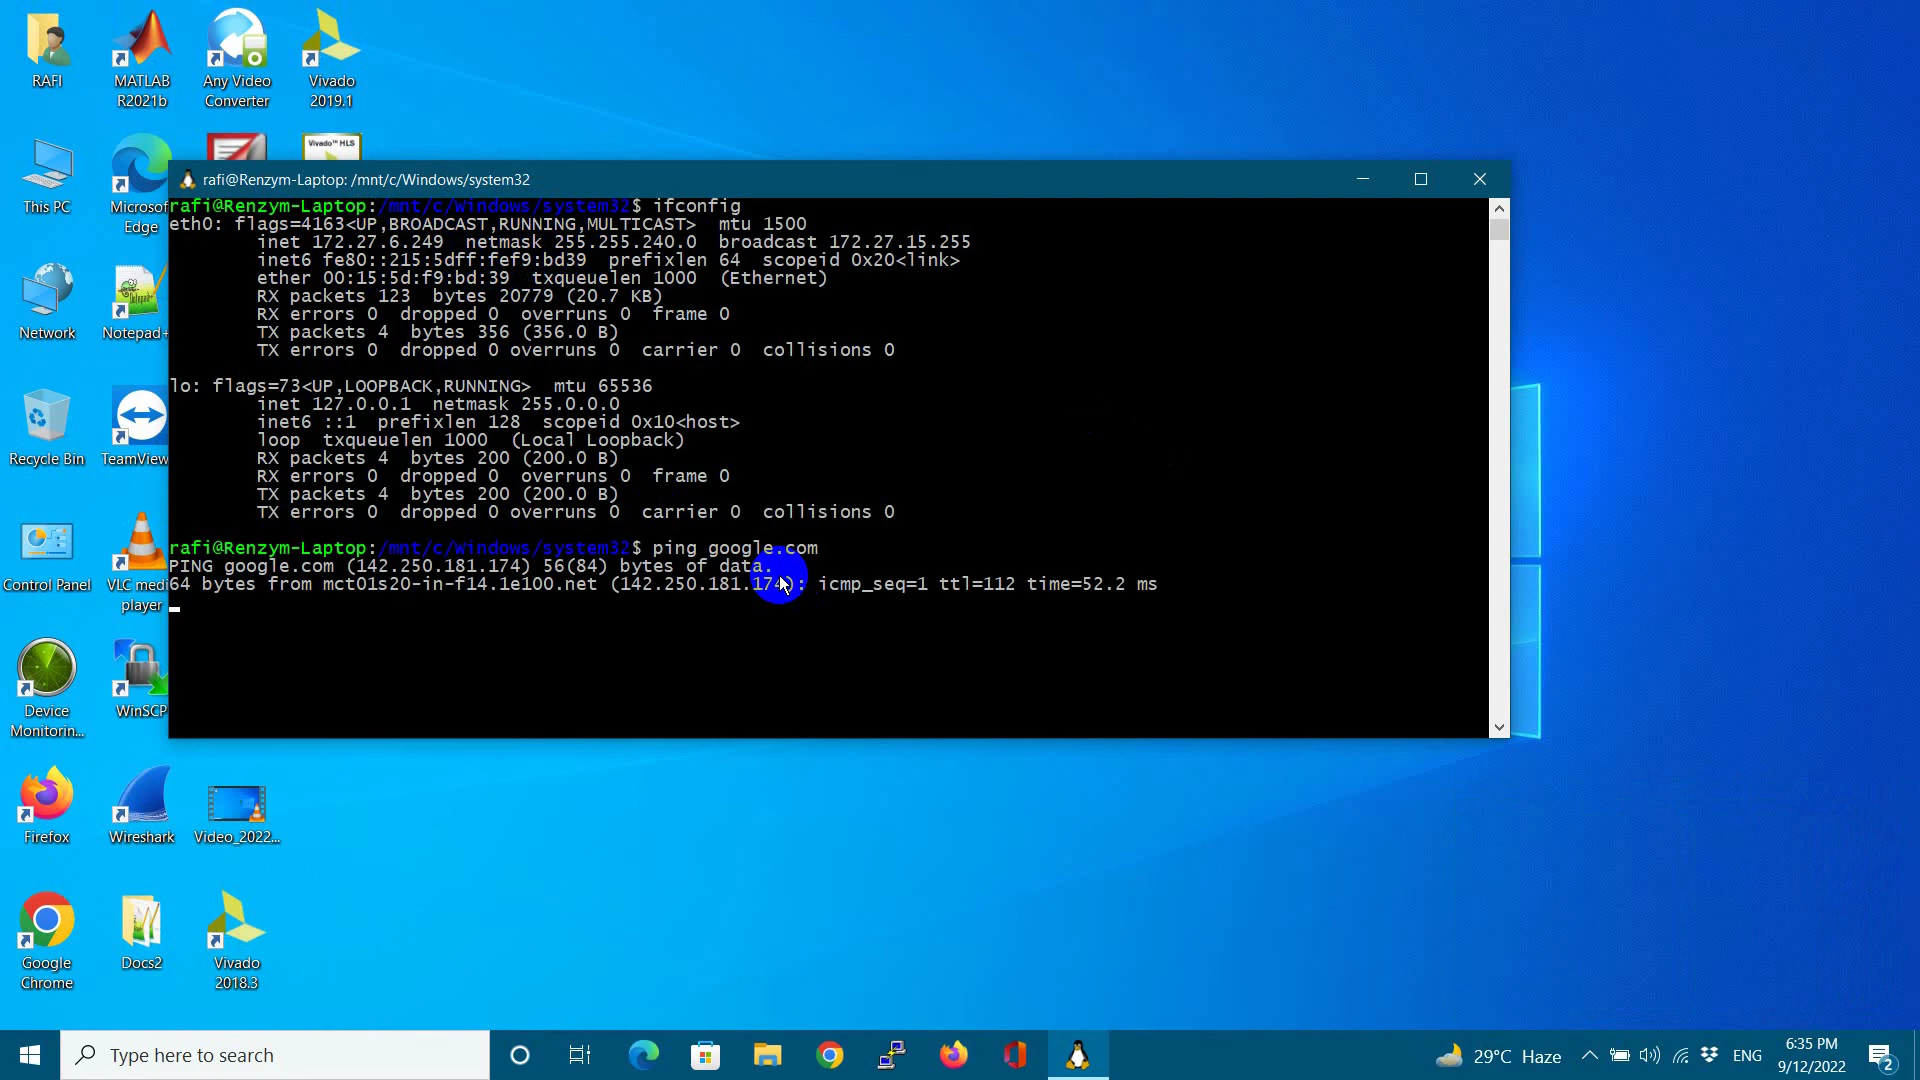 RAFI
MATLAB
R2021b
Any Video
Converter
Vivado
2019.1
This PC
Microsof
Edge
Vivado™ HLS
Network
Notepad+
Recycle Bin
TeamView
Control Panel
VLC medi
player
Device
Monitorin...
WinSCP
Firefox
Wireshark
Video_2022...
Google
Chrome
Docs2
Vivado
2018.3
rafi@Renzym-Laptop: /mnt/c/Windows/system32
rafi@Renzym-Laptop:/mnt/c/Windows/system32$ ifconfig
eth0: flags=4163<UP,BROADCAST,RUNNING,MULTICAST>  mtu 1500
        inet 172.27.6.249  netmask 255.255.240.0  broadcast 172.27.15.255
        inet6 fe80::215:5dff:fef9:bd39  prefixlen 64  scopeid 0x20<link>
        ether 00:15:5d:f9:bd:39  txqueuelen 1000  (Ethernet)
        RX packets 123  bytes 20779 (20.7 KB)
        RX errors 0  dropped 0  overruns 0  frame 0
        TX packets 4  bytes 356 (356.0 B)
        TX errors 0  dropped 0 overruns 0  carrier 0  collisions 0
lo: flags=73<UP,LOOPBACK,RUNNING>  mtu 65536
        inet 127.0.0.1  netmask 255.0.0.0
        inet6 ::1  prefixlen 128  scopeid 0x10<host>
        loop  txqueuelen 1000  (Local Loopback)
        RX packets 4  bytes 200 (200.0 B)
        RX errors 0  dropped 0  overruns 0  frame 0
        TX packets 4  bytes 200 (200.0 B)
        TX errors 0  dropped 0 overruns 0  carrier 0  collisions 0
rafi@Renzym-Laptop:/mnt/c/Windows/system32$ ping google.com
PING google.com (142.250.181.174) 56(84) bytes of data.
64 bytes from mct01s20-in-f14.1e100.net (142.250.181.174): icmp_seq=1 ttl=112 time=52.2 ms
Type here to search
29°C Haze
ENG
6:35 PM
9/12/2022
2